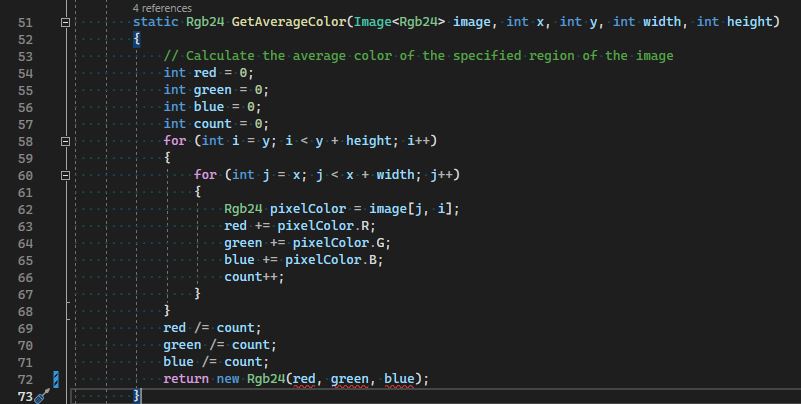 4 references
51 static Rgb24 GetAverageColor(Image<Rgb24> image, int x, int y, int width, int height)
52 {
53 // Calculate the average color of the specified region of the image
54 int red = 0;
55 int green = 0;
56 int blue = 0;
57 int count = 0;
58 for (int i = y; i < y + height; i++)
59 {
60 for (int j = x; j < x + width; j++)
61 {
62 Rgb24 pixelColor = image[j, i];
63 red += pixelColor.R;
64 green += pixelColor.G;
65 blue += pixelColor.B;
66 count++;
67 }
68 }
69 red /= count;
70 green /= count;
71 blue /= count;
72 return new Rgb24(red, green, blue);
73 }